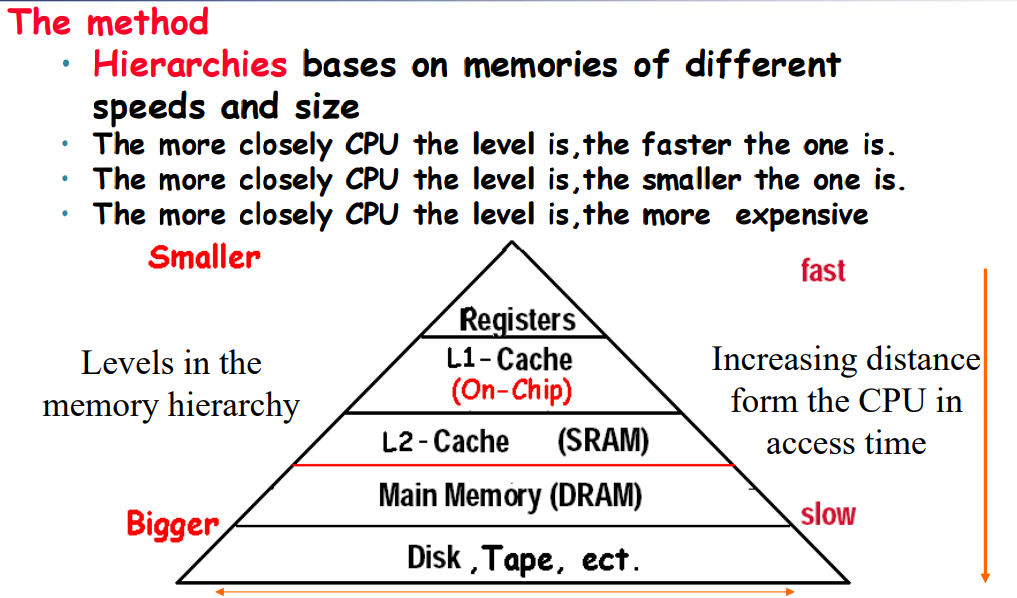 The method
• Hierarchies bases on memories of different
speeds and size
• The more closely CPU the level is,the faster the one is.
• The more closely CPU the level is,the smaller the one is.
• The more closely CPU the level is,the more expensive
Smaller
fast
Registers
Levels in the
memory hierarchy
L1-Cache
(On-Chip)
Increasing distance
form the CPU in
access time
L2-Cache (SRAM)
Main Memory (DRAM)
Bigger
slow
Disk ,Tape, ect.